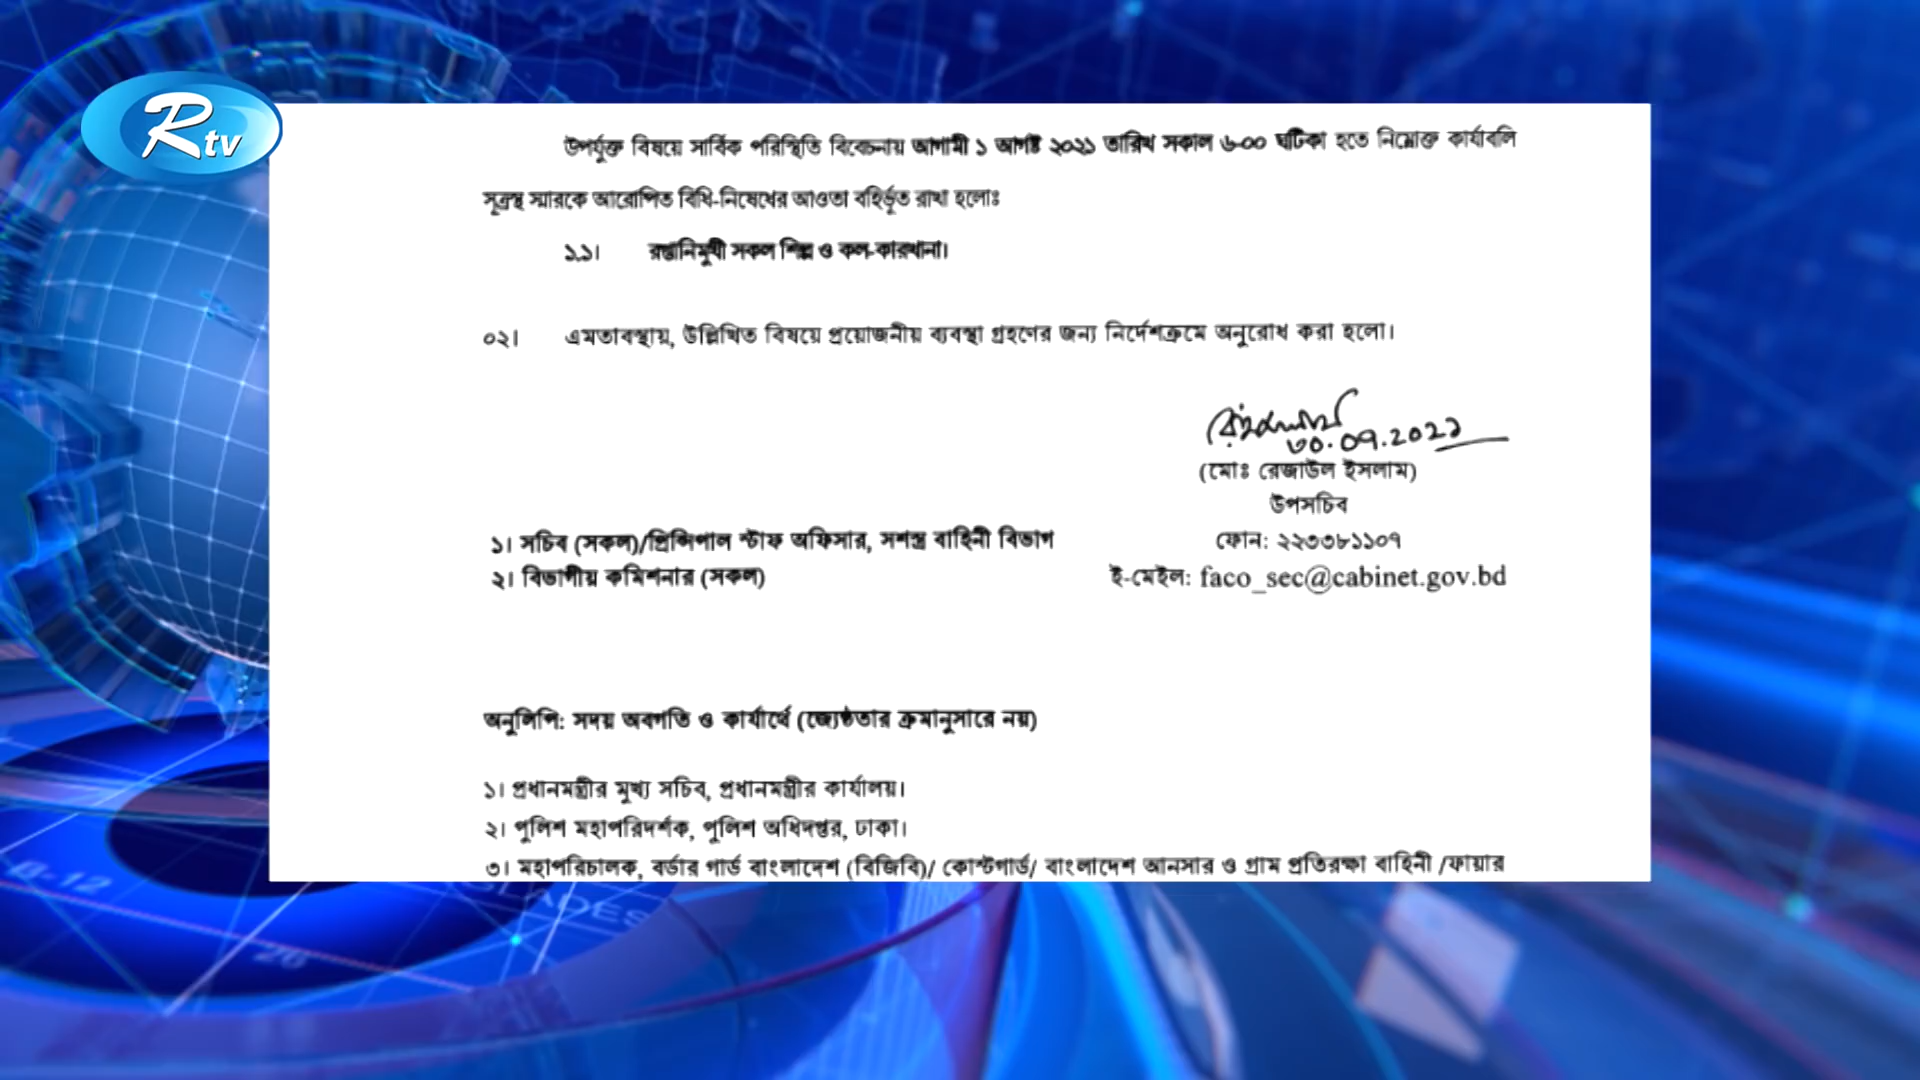 Rtv
উপর্যুক্ত বিষয়ে সার্বিক পরিস্থিতি বিবেচনায় আগামী ১ আগষ্ট ২০২১ তারিখ সকাল ৬-০০ ঘটিকা হতে নিম্নোক্ত কার্যাবলি
সূত্রস্থ স্মারকে আরোপিত বিধি-নিষেধের আওতা বহির্ভূত রাখা হলোঃ
১.১। রপ্তানিমুখী সকল শিল্প ও কল-কারখানা।
০২। এমতাবস্থায়, উল্লিখিত বিষয়ে প্রয়োজনীয় ব্যবস্থা গ্রহণের জন্য নির্দেশক্রমে অনুরোধ করা হলো।
৩০.০৭.২০২১
(মোঃ রেজাউল ইসলাম)
উপসচিব
ফোন: ২২৩৩৮১১০৭
ই-মেইল: faco_sec@cabinet.gov.bd
১। সচিব (সকল)/প্রিন্সিপাল স্টাফ অফিসার, সশস্ত্র বাহিনী বিভাগ
২। বিভাগীয় কমিশনার (সকল)
অনুলিপি: সদয় অবগতি ও কার্যার্থে (জ্যেষ্ঠতার ক্রমানুসারে নয়)
১। প্রধানমন্ত্রীর মুখ্য সচিব, প্রধানমন্ত্রীর কার্যালয়।
২। পুলিশ মহাপরিদর্শক, পুলিশ অধিদপ্তর, ঢাকা।
৩। মহাপরিচালক, বর্ডার গার্ড বাংলাদেশ (বিজিবি)/ কোস্টগার্ড/ বাংলাদেশ আনসার ও গ্রাম প্রতিরক্ষা বাহিনী /ফায়ার
B-12
26